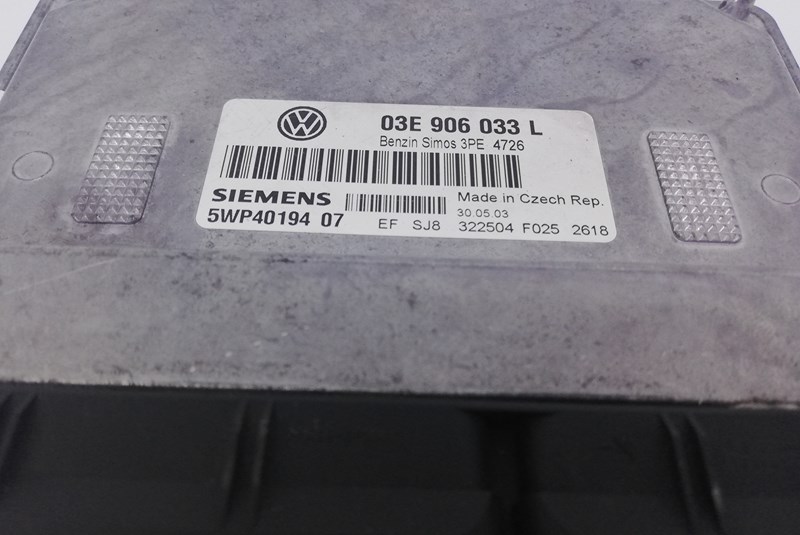 03E 906 033 L
Benzin Simos 3PE 4726
SIEMENS
Made in Czech Rep.
5WP40194 07
30.05.03
EF SJ8 322504 F025 2618